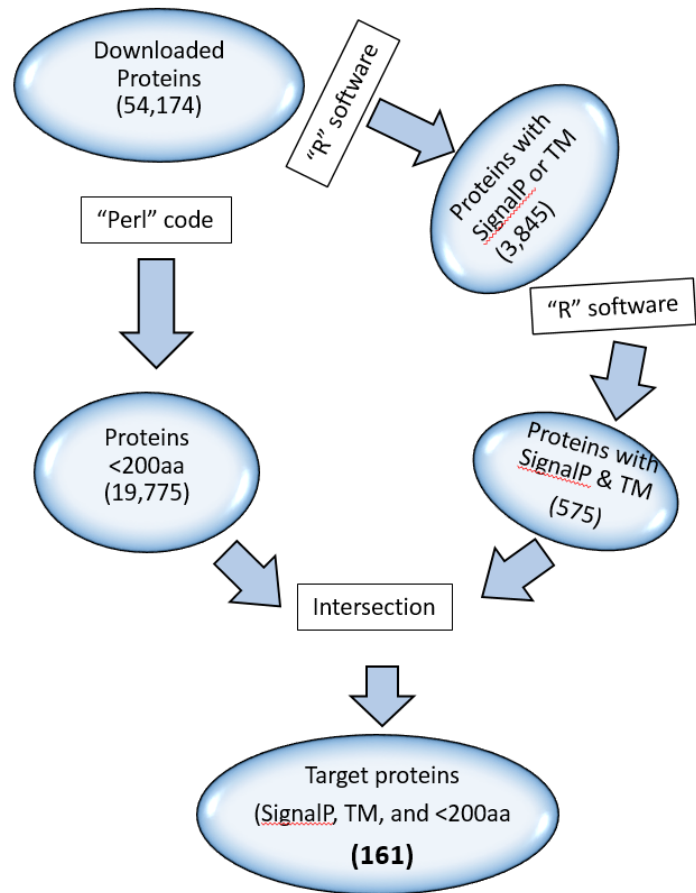 Downloaded
Proteins
(54,174)
“R” software
Proteins with
SignalP or TM
(3,845)
“Perl” code
“R” software
Proteins
<200aa
(19,775)
Proteins with
SignalP & TM
(575)
Intersection
Target proteins
(SignalP, TM, and <200aa
(161)